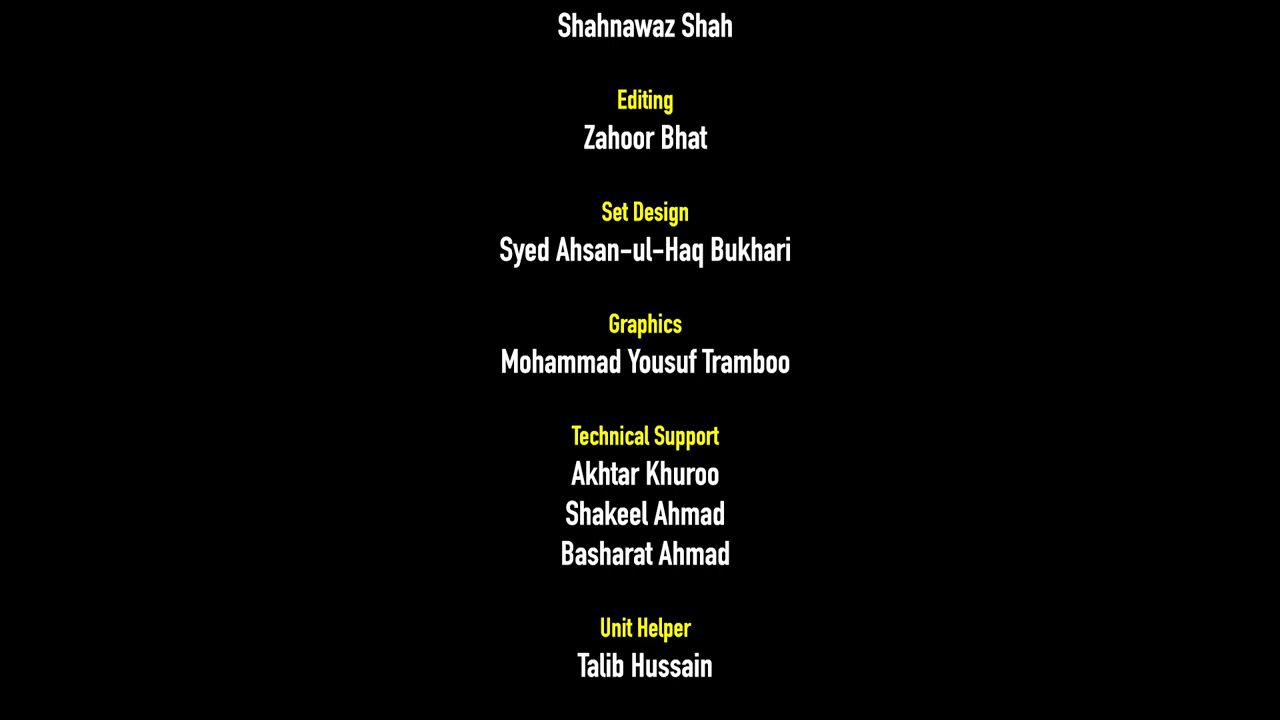 Shahnawaz Shah
Editing
Zahoor Bhat
Set Design
Syed Ahsan-ul-Haq Bukhari
Graphics
Mohammad Yousuf Tramboo
Technical Support
Akhtar Khuroo
Shakeel Ahmad
Basharat Ahmad
Unit Helper
Talib Hussain